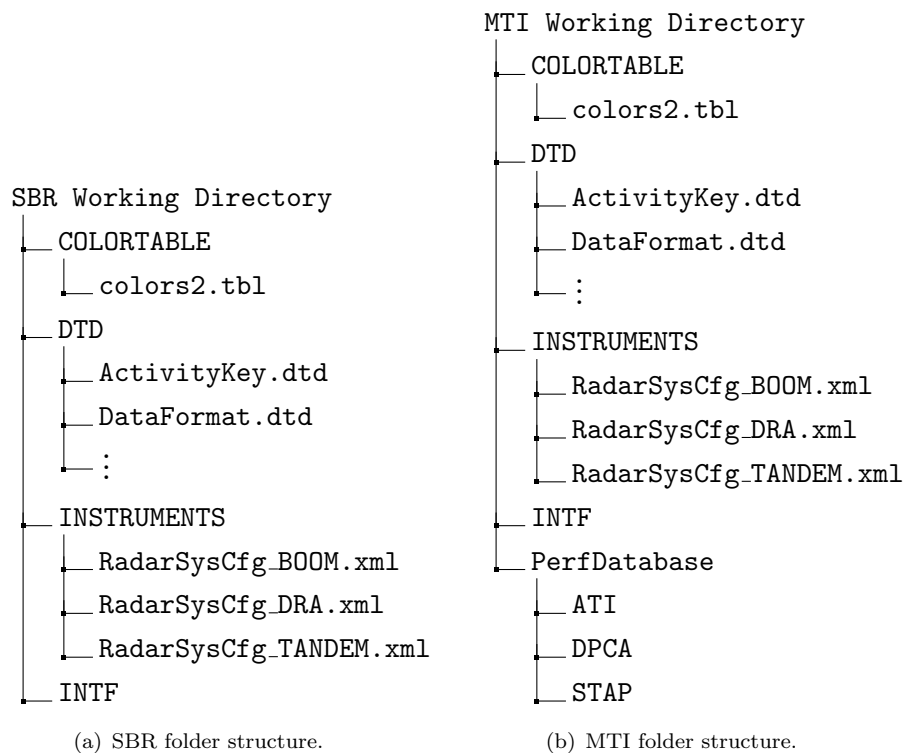 SBR Working Directory
COLORTABLE
colors2.tbl
DTD
ActivityKey.dtd
DataFormat.dtd
⋮
INSTRUMENTS
RadarSysCfg_BOOM.xml
RadarSysCfg_DRA.xml
RadarSysCfg_TANDEM.xml
INTF
(a) SBR folder structure.
MTI Working Directory
COLORTABLE
colors2.tbl
DTD
ActivityKey.dtd
DataFormat.dtd
⋮
INSTRUMENTS
RadarSysCfg_BOOM.xml
RadarSysCfg_DRA.xml
RadarSysCfg_TANDEM.xml
INTF
PerfDatabase
ATI
DPCA
STAP
(b) MTI folder structure.